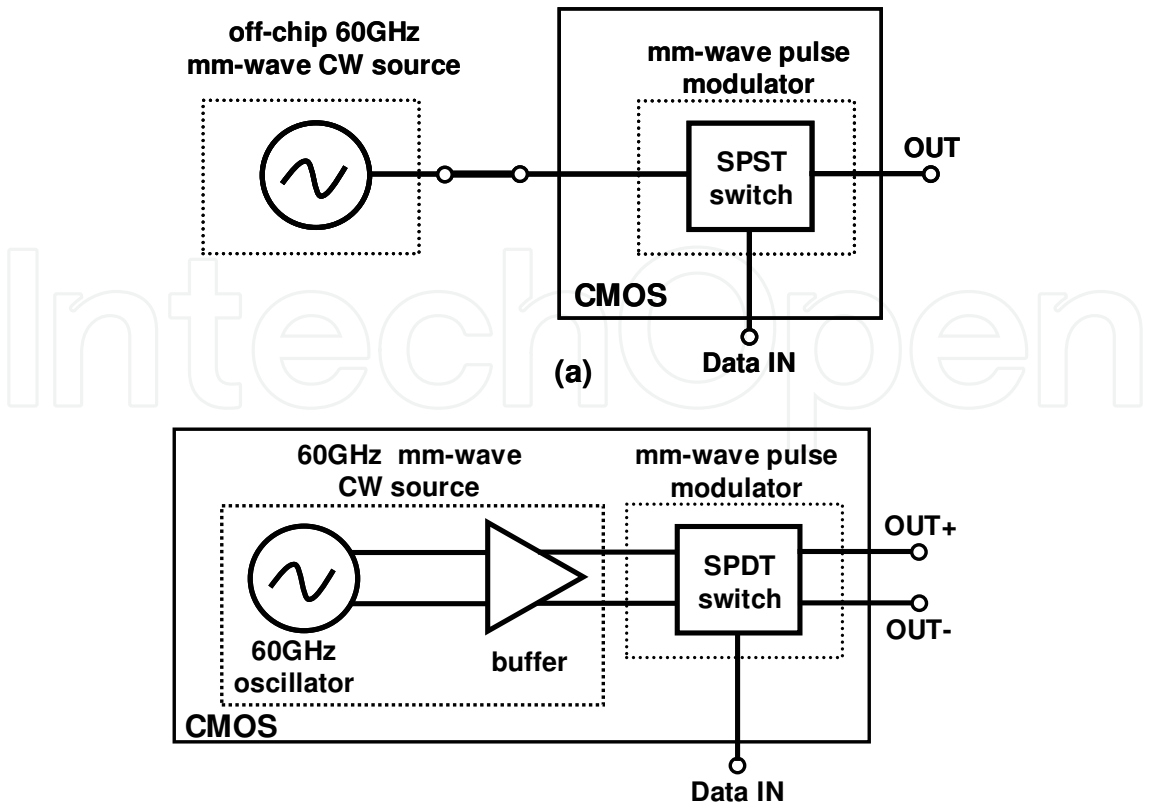 off-chip 60GHz
mm-wave CW source
mm-wave pulse
modulator
SPST
switch
OUT
CMOS
Data IN
(a)
IntechOpen
60GHz mm-wave
CW source
mm-wave pulse
modulator
OUT+
SPDT
switch
OUT-
60GHz
oscillator
buffer
CMOS
Data IN